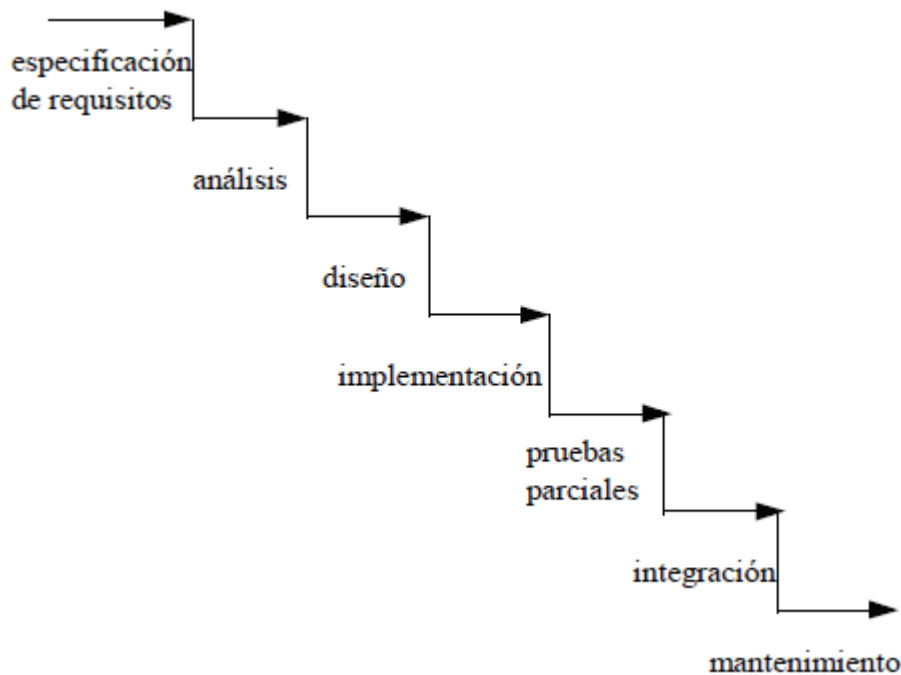 especificación
de requisitos
análisis
diseño
implementación
pruebas
parciales
integración
mantenimiento